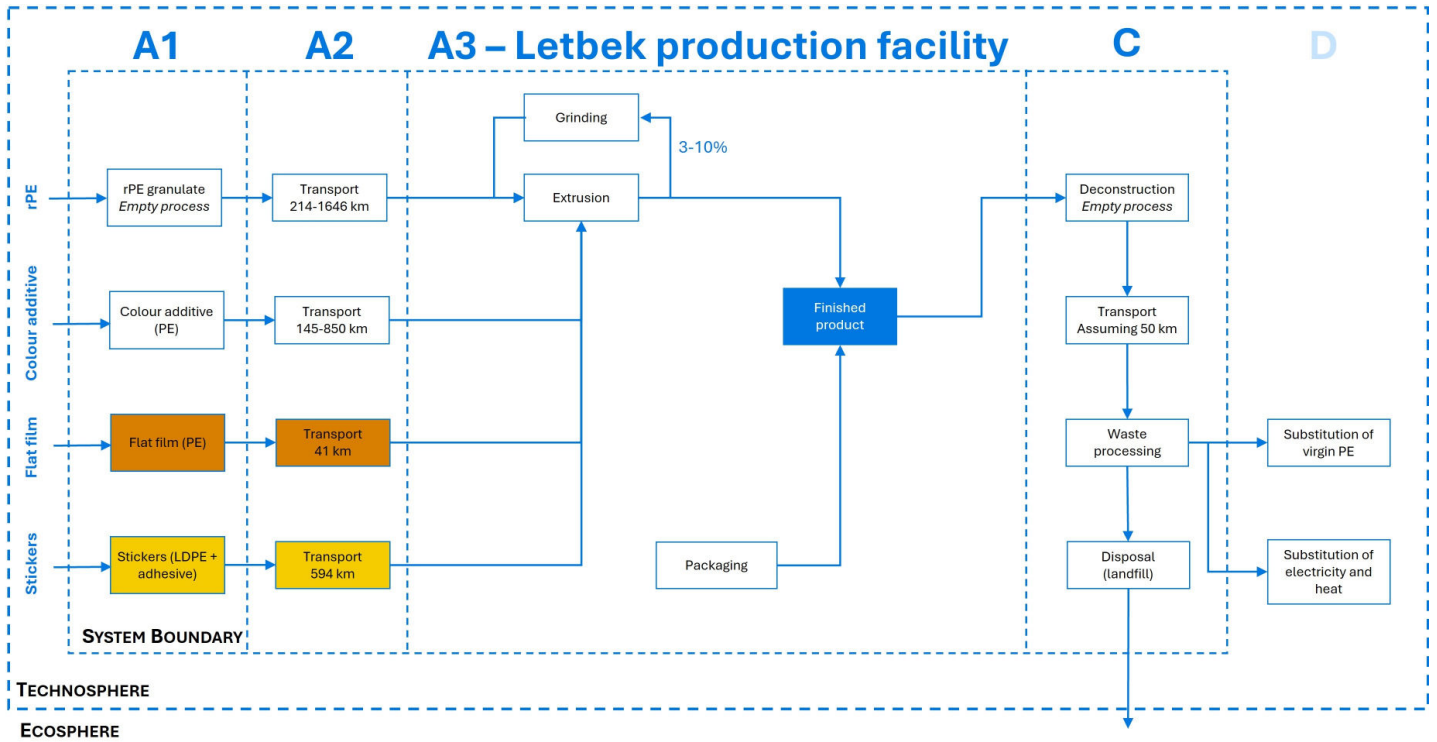 A1
A2
A3 – Letbek production facility
C
D
Grinding
3-10%
rPE
rPE granulate
Empty process
Transport
214-1646 km
Extrusion
Deconstruction
Empty process
Colour additive
Colour additive
(PE)
Transport
145-850 km
Finished
product
Transport
Assuming 50 km
Flat film
Flat film (PE)
Transport
41 km
Waste
processing
Substitution of
virgin PE
Stickers
Stickers (LDPE +
adhesive)
Transport
594 km
Packaging
Disposal
(landfill)
Substitution of
electricity and
heat
SYSTEM BOUNDARY
TECHNOSPHERE
ECOSPHERE